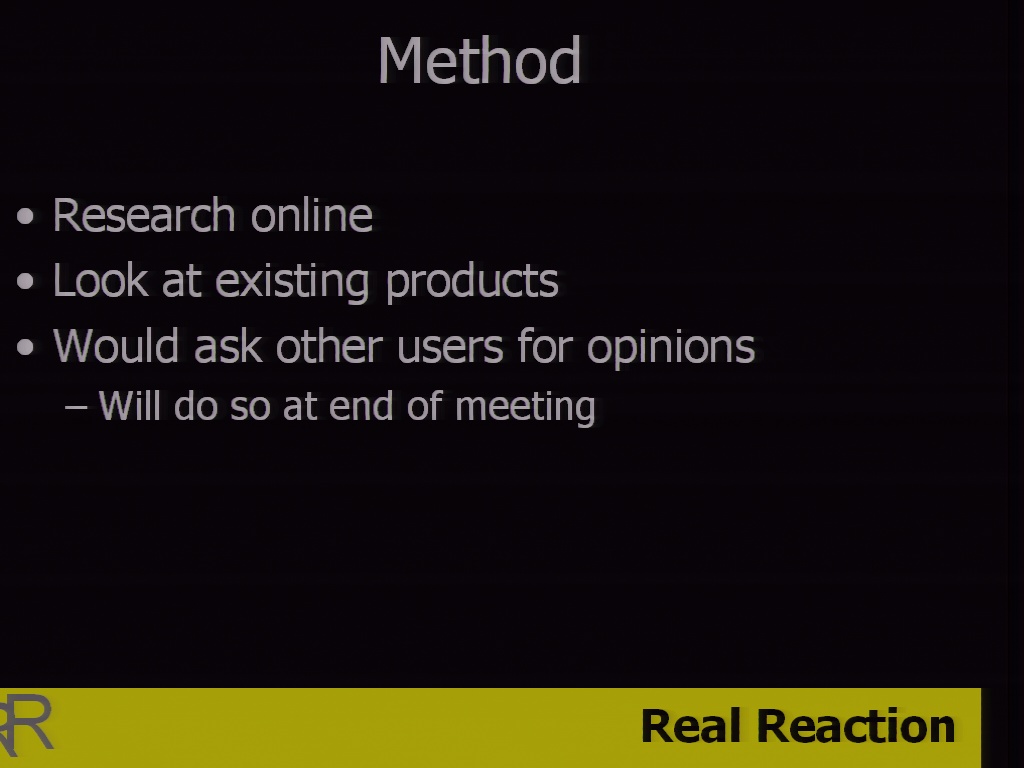 Method
• Research online
• Look at existing products
• Would ask other users for opinions
– Will do so at end of meeting
R
Real Reaction